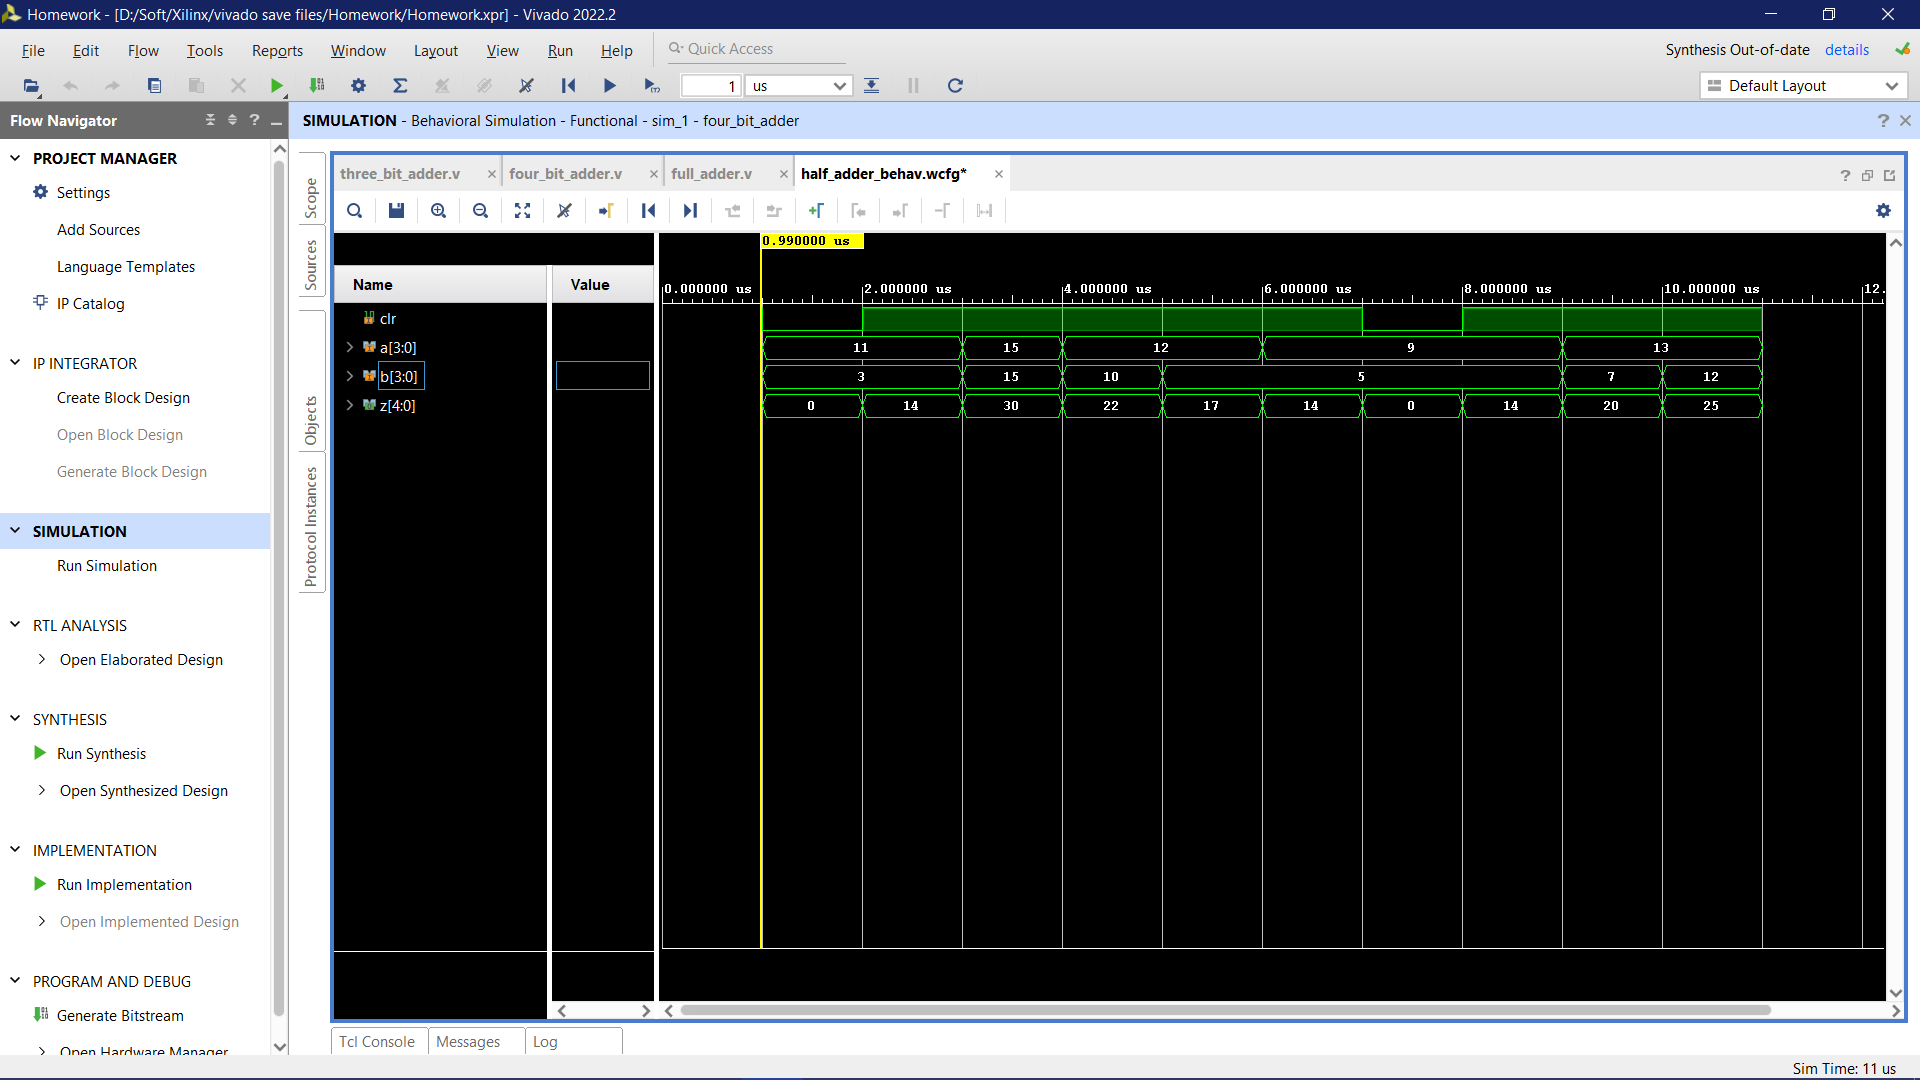 Homework - [D:/Soft/Xilinx/vivado save files/Homework/Homework.xpr] - Vivado 2022.2
File Edit Flow Tools Reports Window Layout View Run Help Quick Access
Synthesis Out-of-date details
1 us
Default Layout
Flow Navigator
SIMULATION - Behavioral Simulation - Functional - sim_1 - four_bit_adder
PROJECT MANAGER
Settings
Add Sources
Language Templates
IP Catalog
IP INTEGRATOR
Create Block Design
Open Block Design
Generate Block Design
SIMULATION
Run Simulation
RTL ANALYSIS
Open Elaborated Design
SYNTHESIS
Run Synthesis
Open Synthesized Design
IMPLEMENTATION
Run Implementation
Open Implemented Design
PROGRAM AND DEBUG
Generate Bitstream
Open Hardware Manager
Scope
Sources
Objects
Protocol Instances
three_bit_adder.v four_bit_adder.v full_adder.v half_adder_behav.wcfg*
0.990000 us
Name Value
0.000000 us 2.000000 us 4.000000 us 6.000000 us 8.000000 us 10.000000 us 12.
clr
a[3:0] 11 15 12 9 13
b[3:0] 3 15 10 5 7 12
z[4:0] 0 14 30 22 17 14 0 14 20 25
Tcl Console Messages Log
Sim Time: 11 us